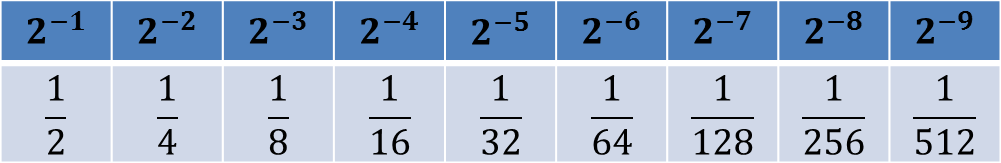 2⁻¹ 2⁻² 2⁻³ 2⁻⁴ 2⁻⁵ 2⁻⁶ 2⁻⁷ 2⁻⁸ 2⁻⁹
1/2 1/4 1/8 1/16 1/32 1/64 1/128 1/256 1/512